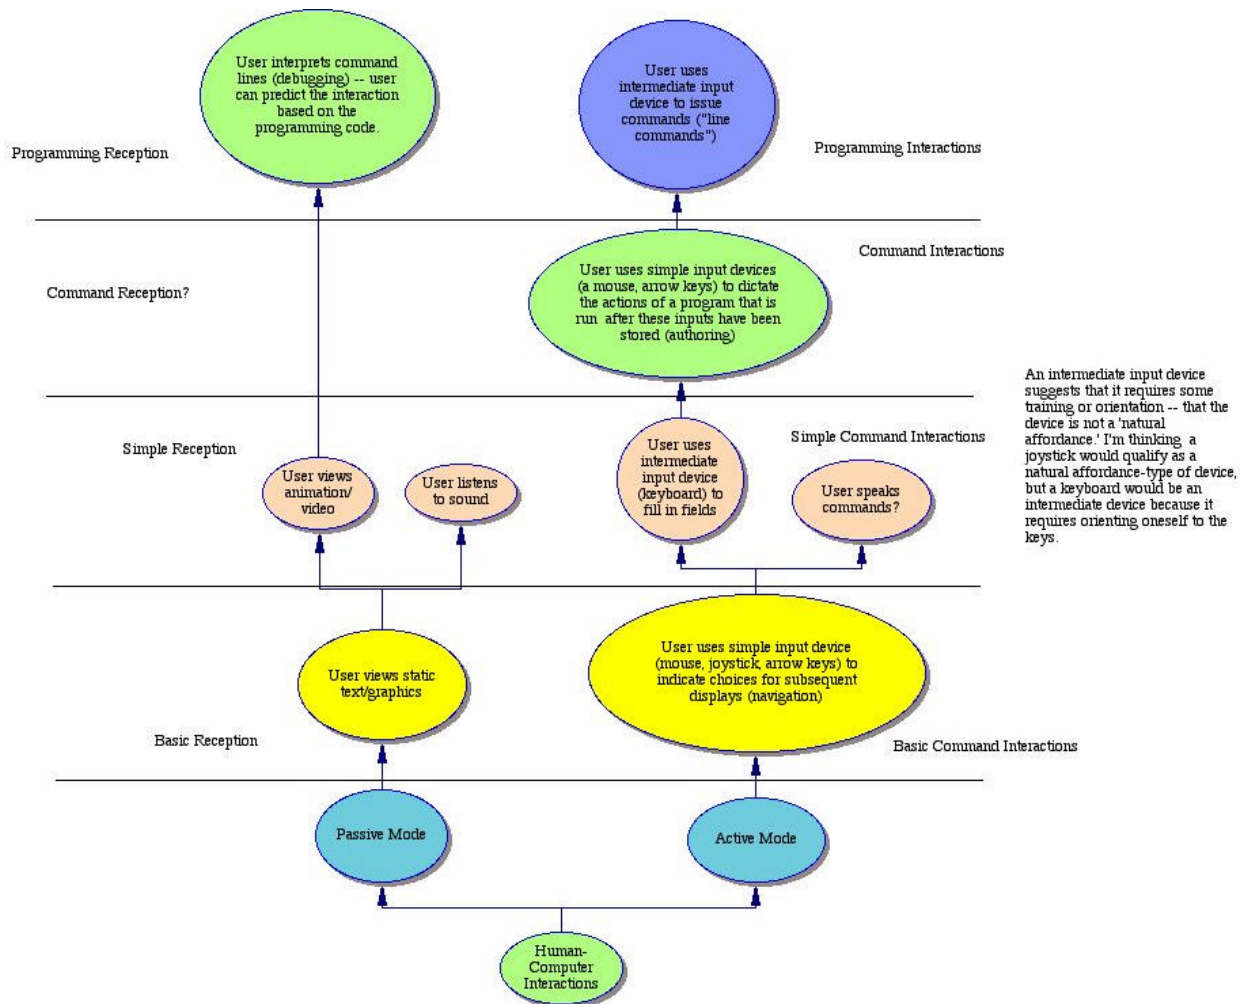 User interprets command
lines (debugging) -- user
can predict the interaction
based on the
programming code.
User uses
intermediate input
device to issue
commands ("line
commands")
Programming Reception
Programming Interactions
Command Interactions
Command Reception?
User uses simple input devices
(a mouse, arrow keys) to dictate
the actions of a program that is
run after these inputs have been
stored (authoring)
An intermediate input device
suggests that it requires some
training or orientation -- that the
device is not a 'natural
affordance.' I'm thinking a
joystick would qualify as a
natural affordance-type of device,
but a keyboard would be an
intermediate device because it
requires orienting oneself to the
keys.
Simple Reception
Simple Command Interactions
User views
animation/
video
User listens
to sound
User uses
intermediate
input device
(keyboard) to
fill in fields
User speaks
commands?
User views static
text/graphics
User uses simple input device
(mouse, joystick, arrow keys) to
indicate choices for subsequent
displays (navigation)
Basic Reception
Basic Command Interactions
Passive Mode
Active Mode
Human-
Computer
Interactions